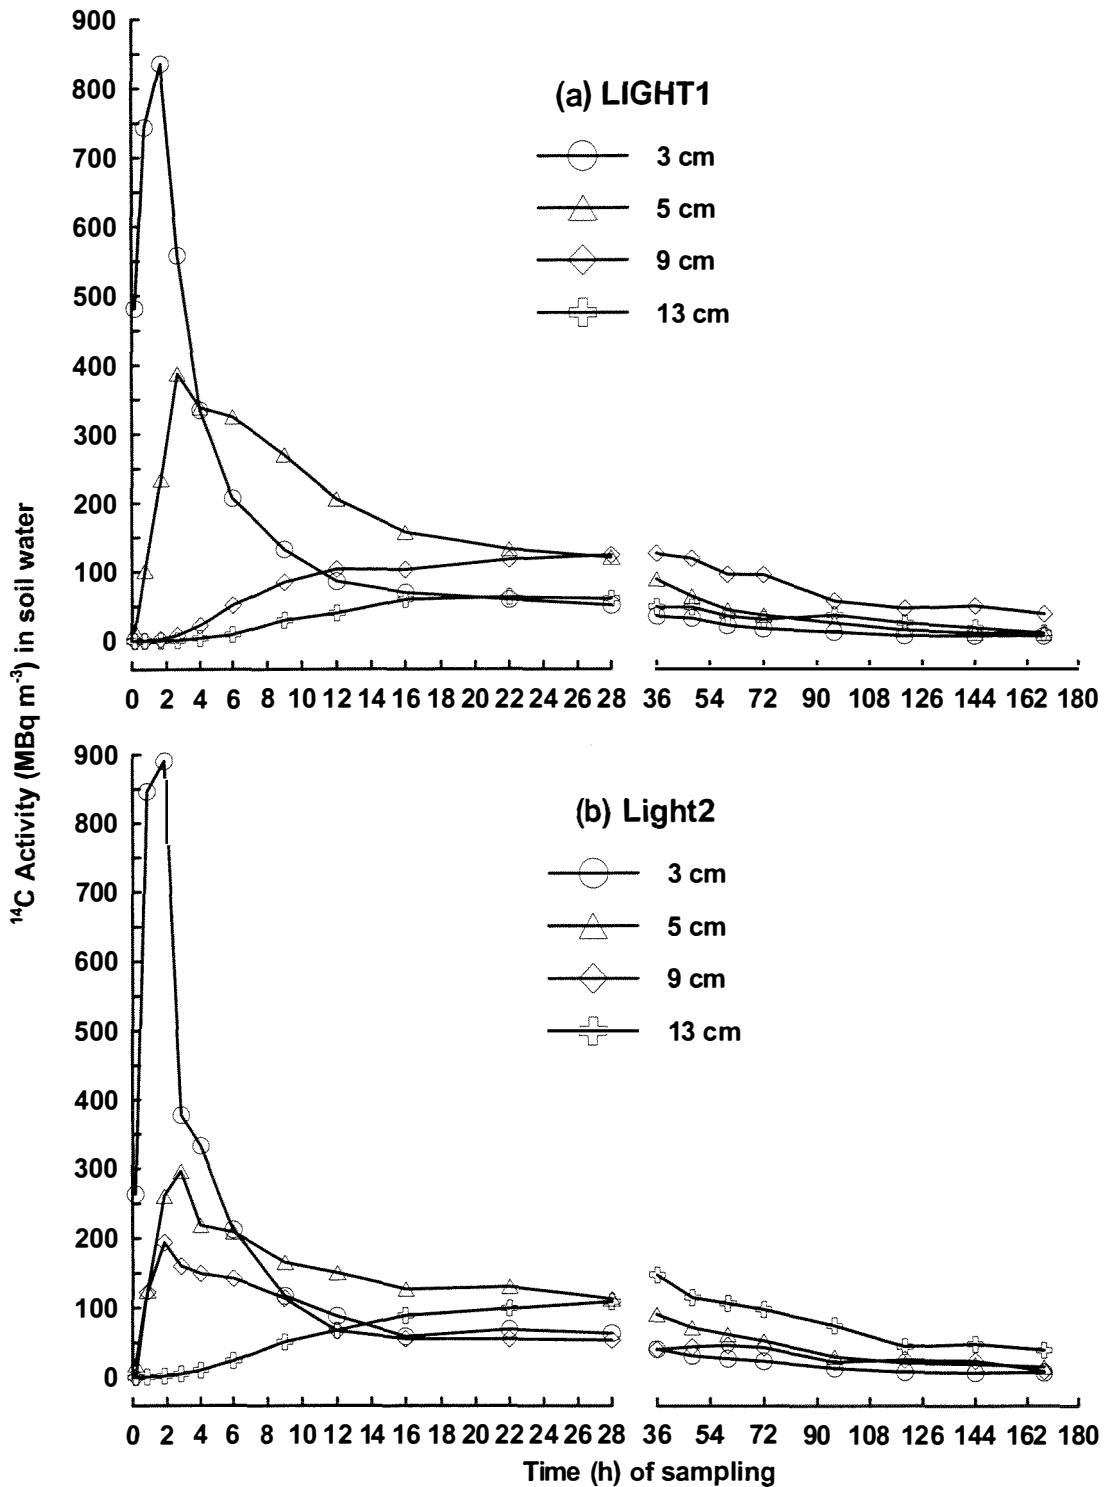 900
800
700
600
500
400
300
200
100
0
(a) LIGHT1
3 cm
5 cm
9 cm
13 cm
0 2 4 6 8 10 12 14 16 18 20 22 24 26 28 36 54 72 90 108 126 144 162 180
¹⁴C Activity (MBq m⁻³) in soil water
900
800
700
600
500
400
300
200
100
0
(b) Light2
3 cm
5 cm
9 cm
13 cm
0 2 4 6 8 10 12 14 16 18 20 22 24 26 28 36 54 72 90 108 126 144 162 180
Time (h) of sampling